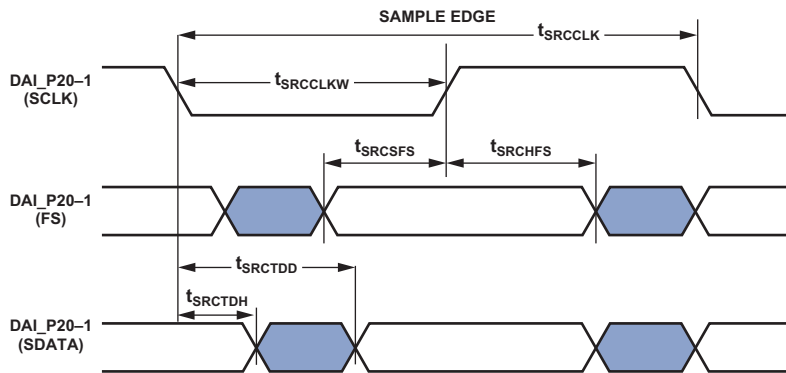 SAMPLE EDGE
tSRCCLK
DAI_P20–1
(SCLK)
tSRCCLKW
tSRCSFS
tSRCHFS
DAI_P20–1
(FS)
tSRCTDD
tSRCTDH
DAI_P20–1
(SDATA)